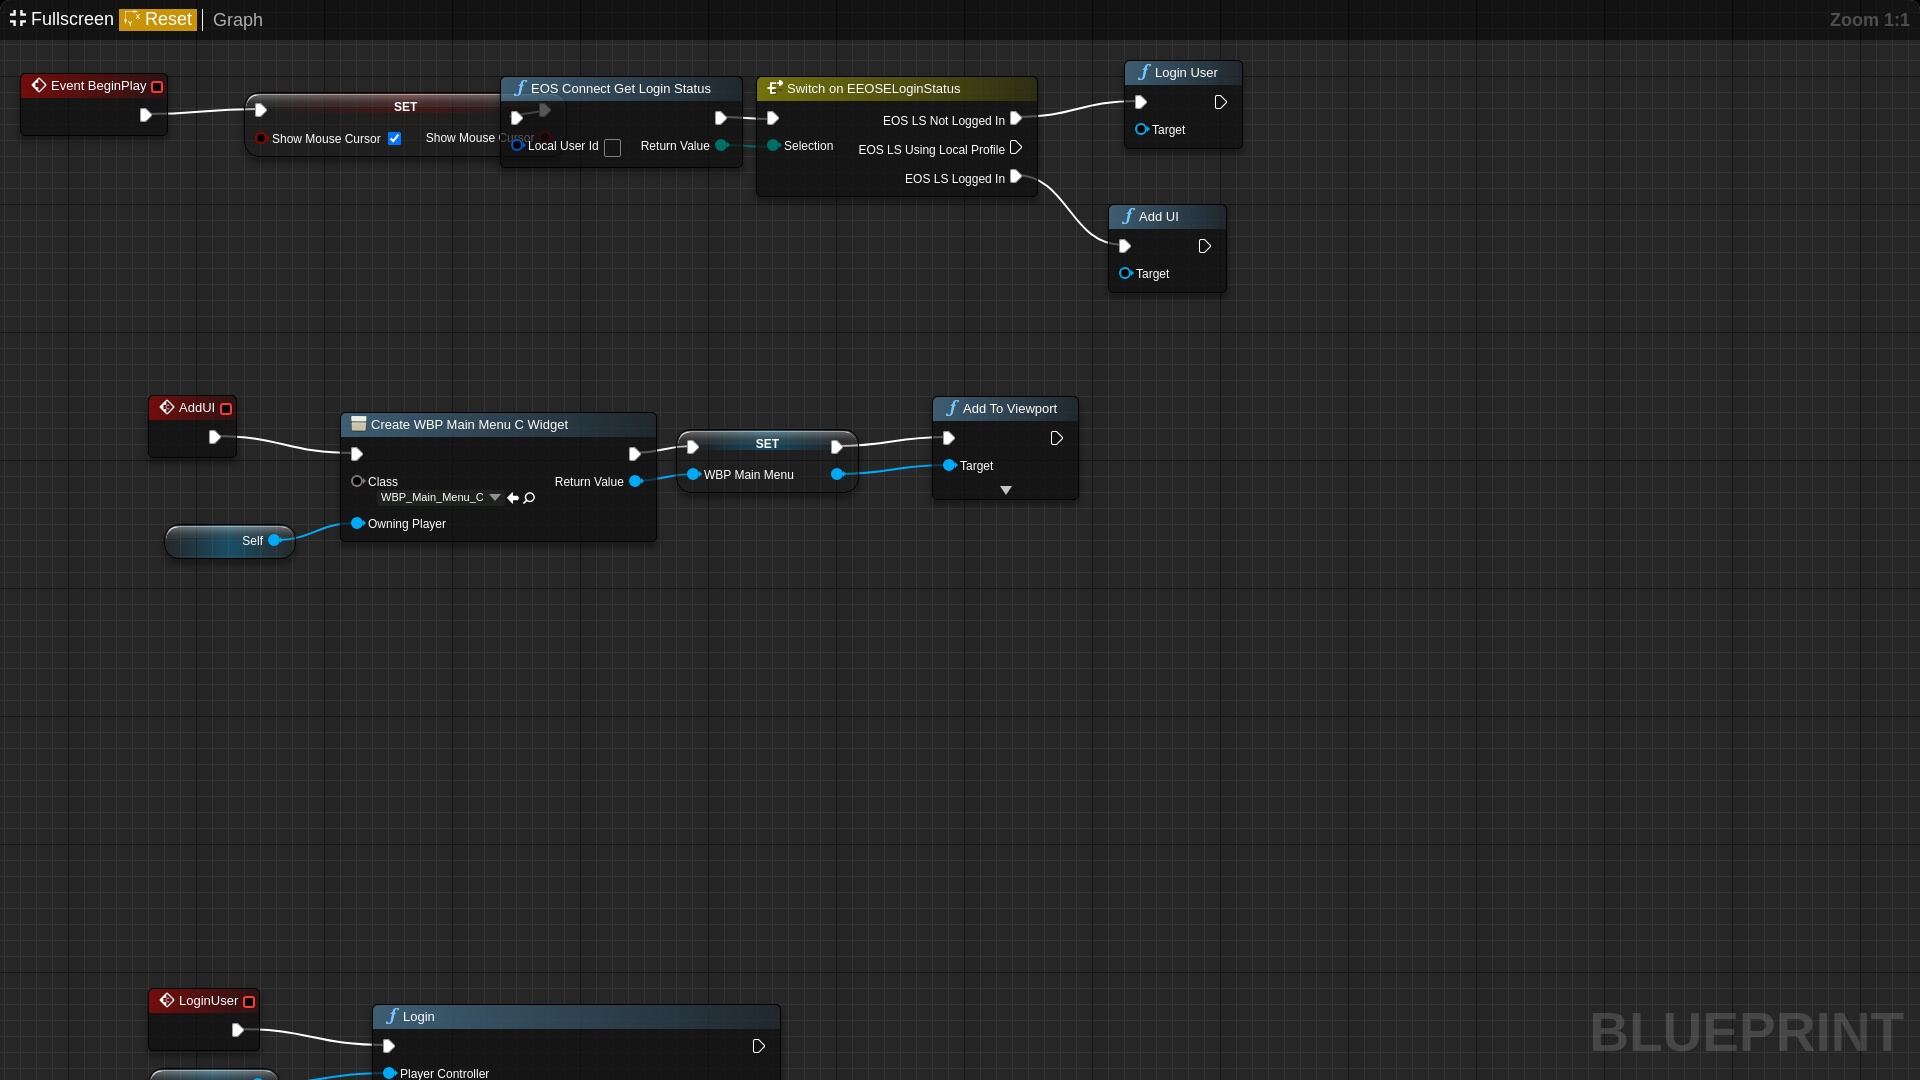 Fullscreen Reset Graph Zoom 1:1
Event BeginPlay
SET
Show Mouse Cursor Show Mouse Cursor
EOS Connect Get Login Status
Local User Id Return Value
Switch on EEOSELoginStatus
EOS LS Not Logged In
Selection EOS LS Using Local Profile
EOS LS Logged In
Login User
Target
Add UI
Target
AddUI
Create WBP Main Menu C Widget
Class Return Value
WBP_Main_Menu_C
Owning Player
Self
SET
WBP Main Menu
Add To Viewport
Target
LoginUser
Login
Player Controller
BLUEPRINT